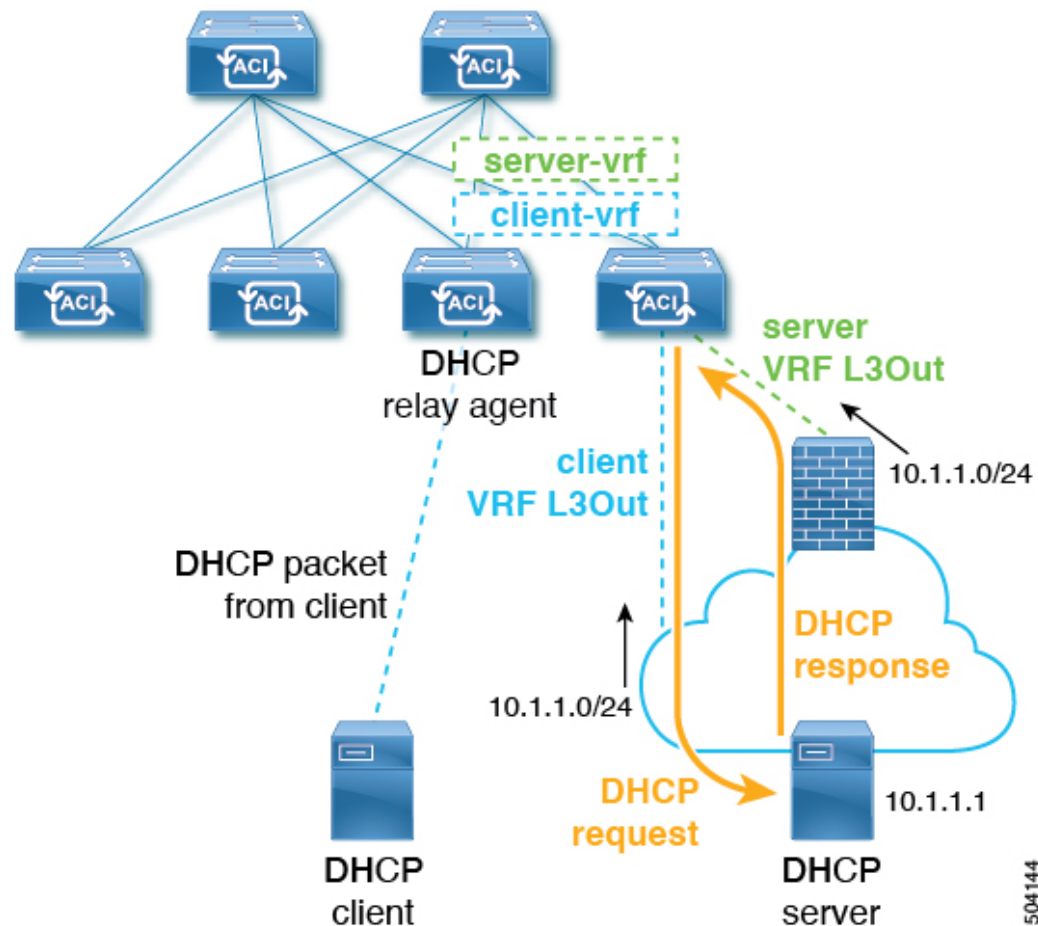 ACI
ACI
server-vrf
client-vrf
ACI
ACI
ACI
ACI
DHCP
relay agent
server
VRF L3Out
10.1.1.0/24
client
VRF L3Out
DHCP packet
from client
DHCP
response
10.1.1.0/24
DHCP
request
10.1.1.1
DHCP
client
DHCP
server
504144